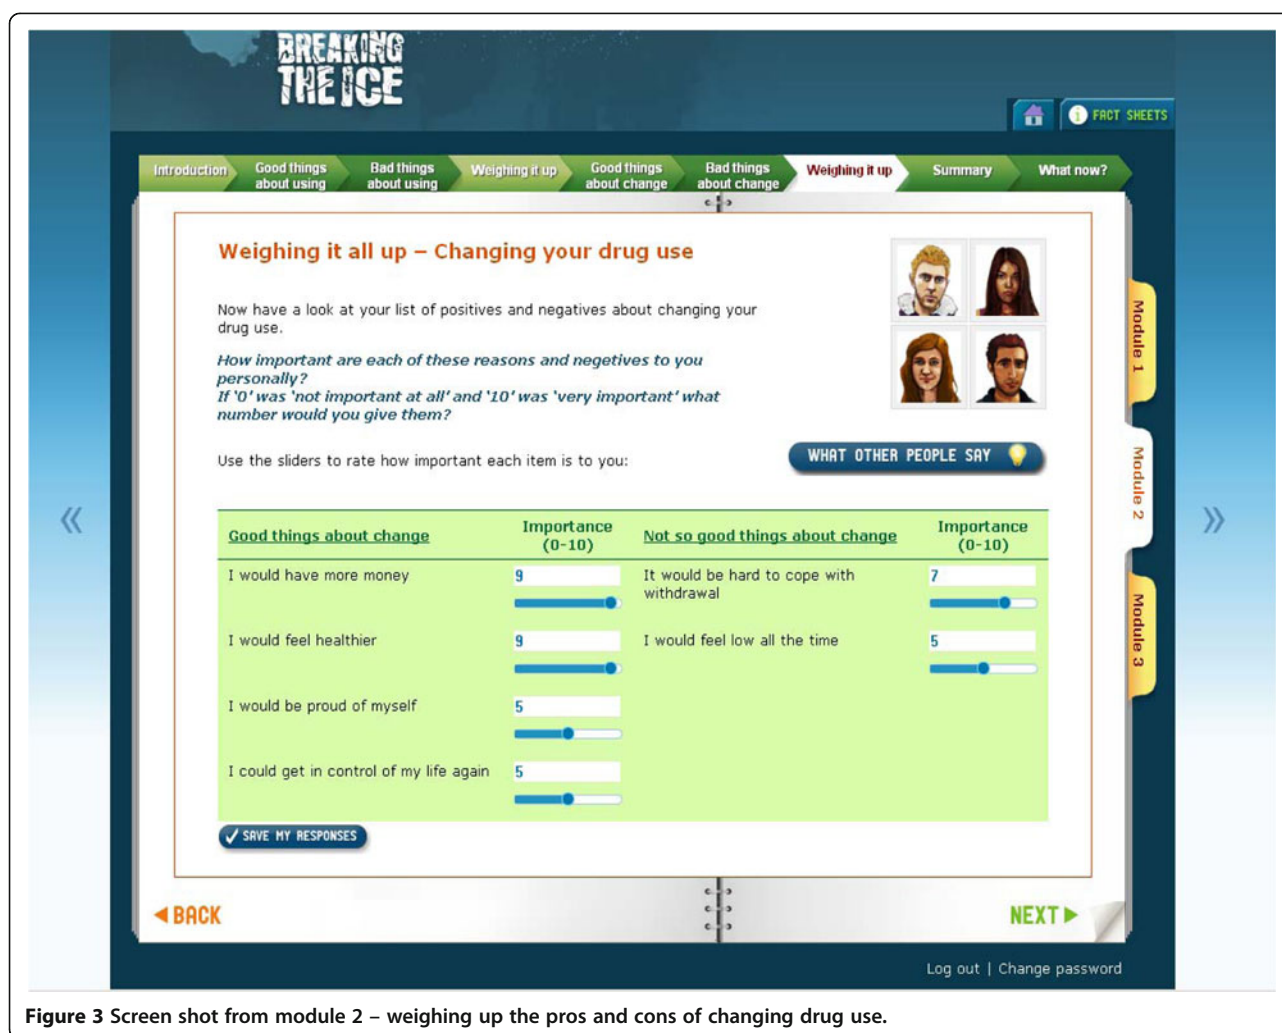 BREAKING
THE ICE
FACT SHEETS
Introduction
Good things
about using
Bad things
about using
Weighing it up
Good things
about change
Bad things
about change
Weighing it up
Summary
What now?
Weighing it all up – Changing your drug use
Now have a look at your list of positives and negatives about changing your
drug use.
How important are each of these reasons and negetives to you
personally?
If '0' was 'not important at all' and '10' was 'very important' what
number would you give them?
Use the sliders to rate how important each item is to you:
WHAT OTHER PEOPLE SAY
Module 1
Module 2
Module 3
«
»
Good things about change
Importance
(0-10)
Not so good things about change
Importance
(0-10)
I would have more money
9
It would be hard to cope with
withdrawal
7
I would feel healthier
9
I would feel low all the time
5
I would be proud of myself
5
I could get in control of my life again
5
SAVE MY RESPONSES
BACK
NEXT
Log out | Change password
Figure 3 Screen shot from module 2 – weighing up the pros and cons of changing drug use.